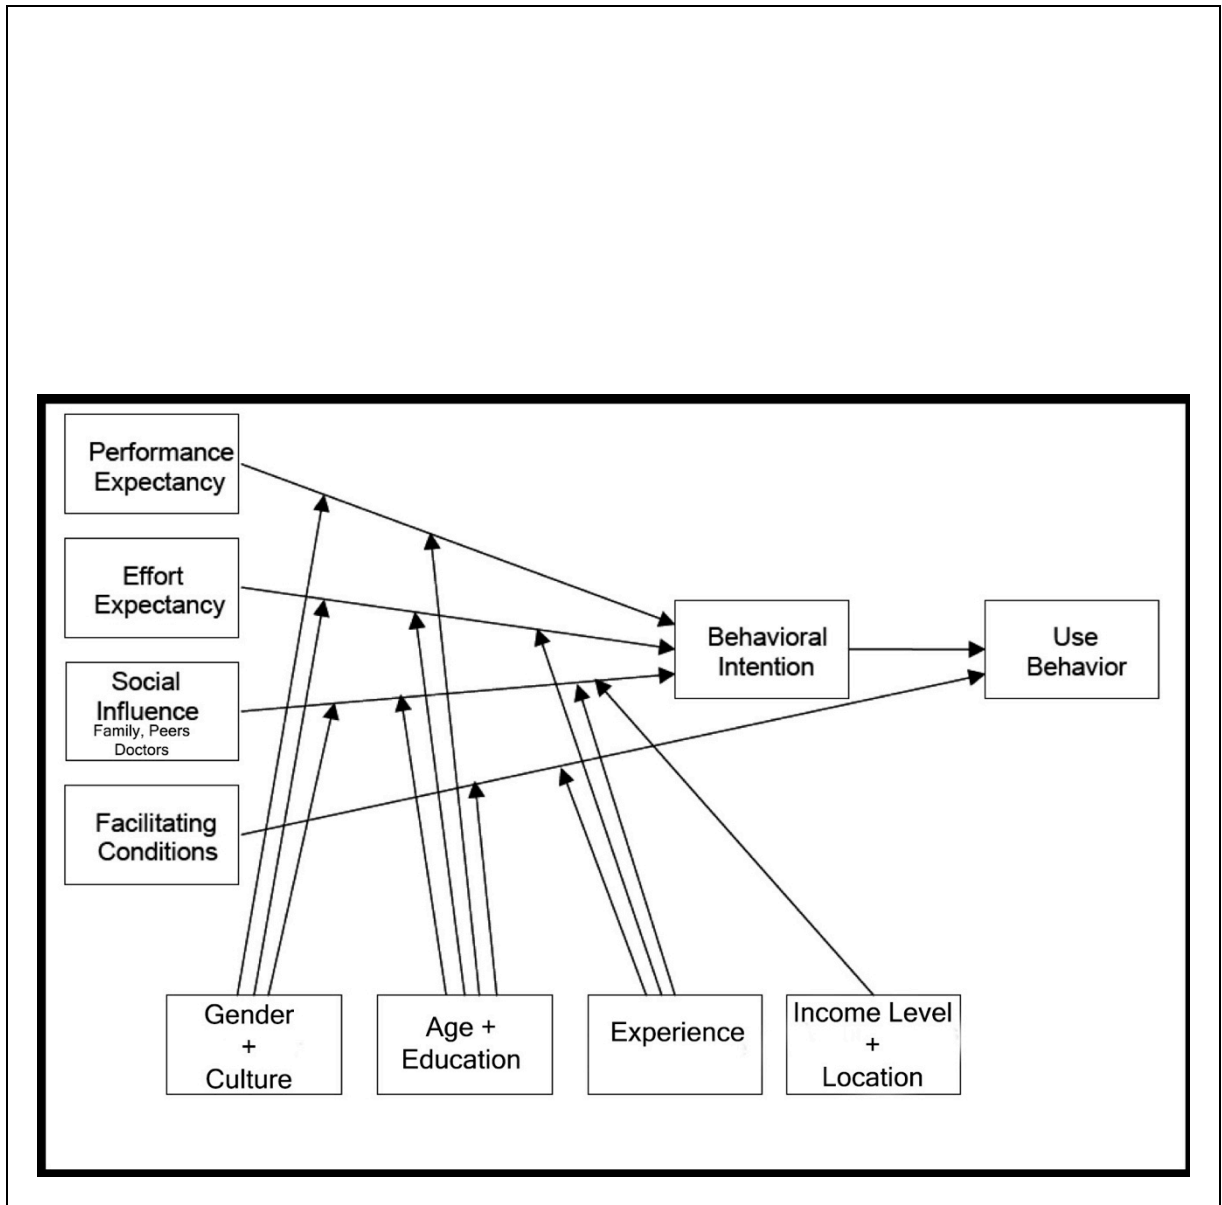 Performance
Expectancy
Effort
Expectancy
Social
Influence
Family, Peers
Doctors
Facilitating
Conditions
Behavioral
Intention
Use
Behavior
Gender
+
Culture
Age +
Education
Experience
Income Level
+
Location